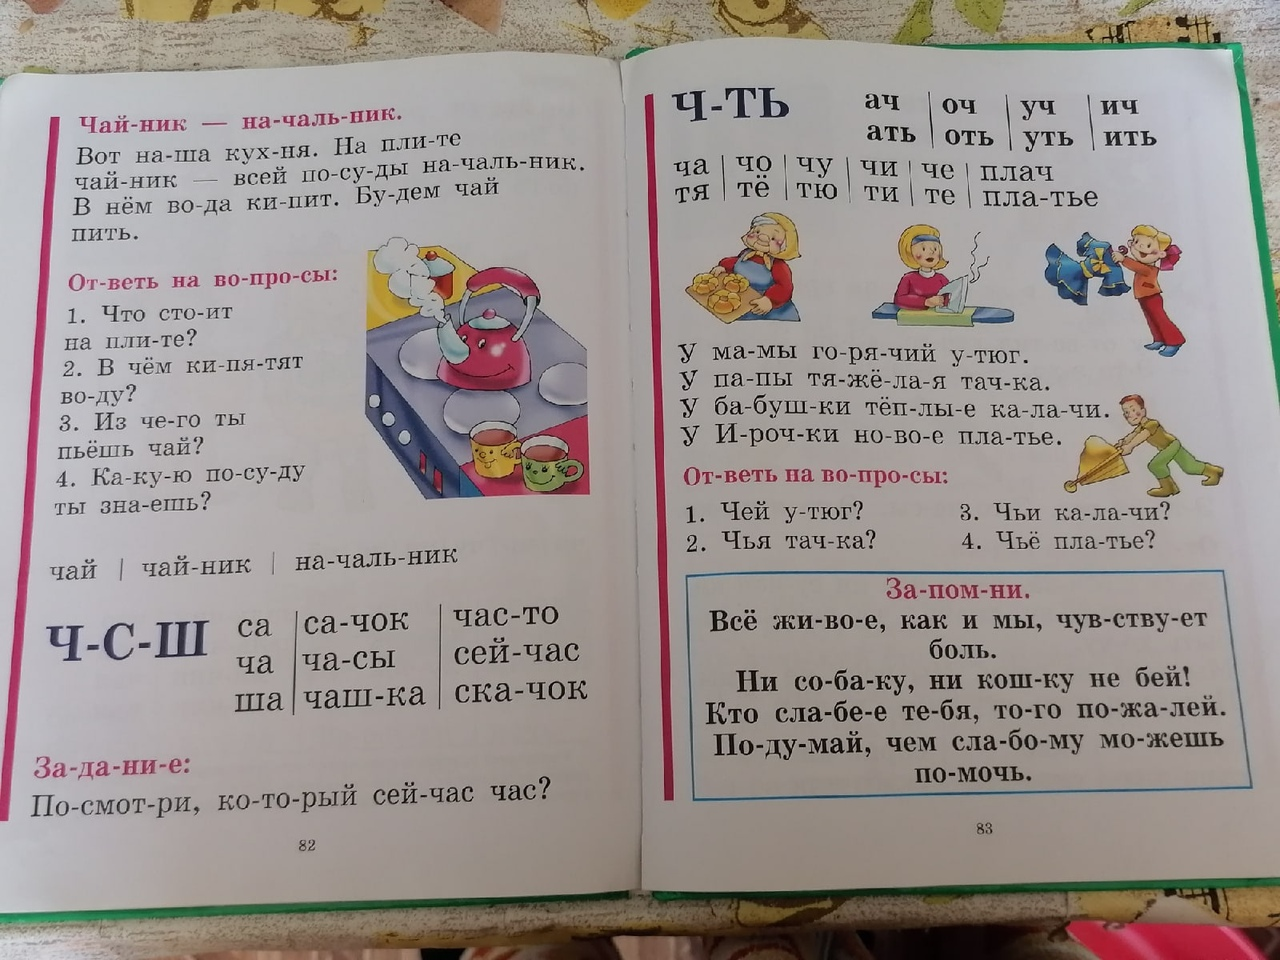 Чай-ник — на-чаль-ник.
Вот на-ша кух-ня. На пли-те
чай-ник — всей по-су-ды на-чаль-ник.
В нём во-да ки-пит. Бу-дем чай
пить.
От-веть на во-про-сы:
1. Что сто-ит
на пли-те?
2. В чём ки-пя-тят
во-ду?
3. Из че-го ты
пьёшь чай?
4. Ка-ку-ю по-су-ду
ты зна-ешь?
чай | чай-ник | на-чаль-ник
Ч-С-Ш
са | са-чок | час-то
ча | ча-сы | сей-час
ша | чаш-ка | ска-чок
За-да-ни-е:
По-смот-ри, ко-то-рый сей-час час?
82
Ч-ТЬ
ач | оч | уч | ич
ать | оть | уть | ить
ча | чо | чу | чи | че | плач
тя | тё | тю | ти | те | пла-тье
У ма-мы го-ря-чий у-тюг.
У па-пы тя-жё-ла-я тач-ка.
У ба-буш-ки тёп-лы-е ка-ла-чи.
У И-роч-ки но-во-е пла-тье.
От-веть на во-про-сы:
1. Чей у-тюг?
2. Чья тач-ка?
3. Чьи ка-ла-чи?
4. Чьё пла-тье?
За-пом-ни.
Всё жи-во-е, как и мы, чув-ству-ет
боль.
Ни со-ба-ку, ни кош-ку не бей!
Кто сла-бе-е те-бя, то-го по-жа-лей.
По-ду-май, чем сла-бо-му мо-жешь
по-мочь.
83